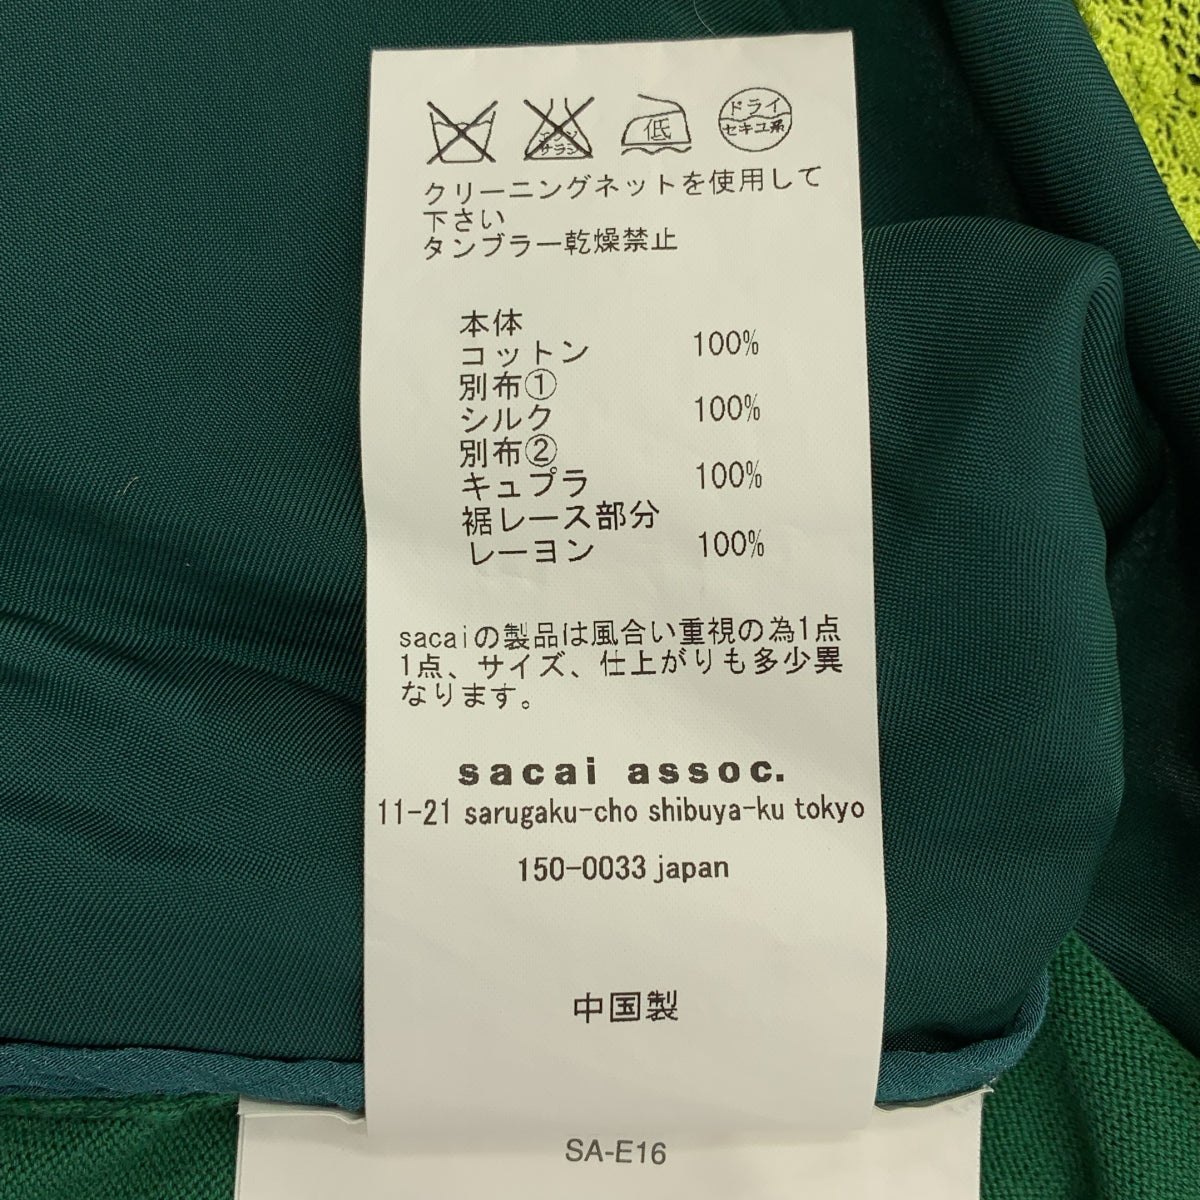 エンソ
サラシ
低
ドライ
セキユ系
クリーニングネットを使用して
下さい
タンブラー乾燥禁止
本体
コットン 100%
別布①
シルク 100%
別布②
キュプラ 100%
裾レース部分
レーヨン 100%
sacaiの製品は風合い重視の為1点
1点、サイズ、仕上がりも多少異
なります。
sacai assoc.
11-21 sarugaku-cho shibuya-ku tokyo
150-0033 japan
中国製
SA-E16